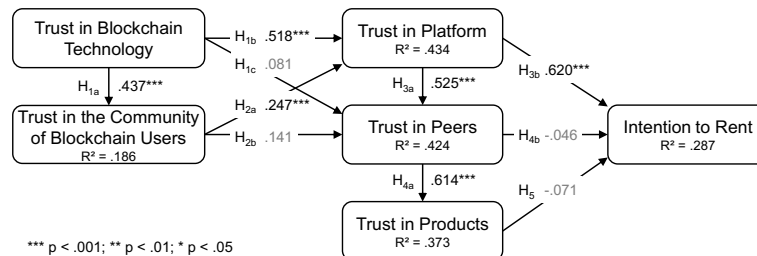 Trust in Blockchain
Technology
H1b .518***
Trust in Platform
R² = .434
H1c .081
H3b .620***
H1a .437***
H3a .525***
H2a .247***
Trust in the Community
of Blockchain Users
R² = .186
H2b .141
Trust in Peers
R² = .424
H4b -.046
Intention to Rent
R² = .287
H4a .614***
H5 -.071
Trust in Products
R² = .373
*** p < .001; ** p < .01; * p < .05